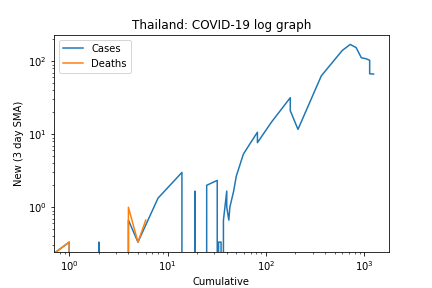 Thailand: COVID-19 log graph
Cases
Deaths
New (3 day SMA)
10²
10¹
10⁰
10⁰ 10¹ 10² 10³
Cumulative